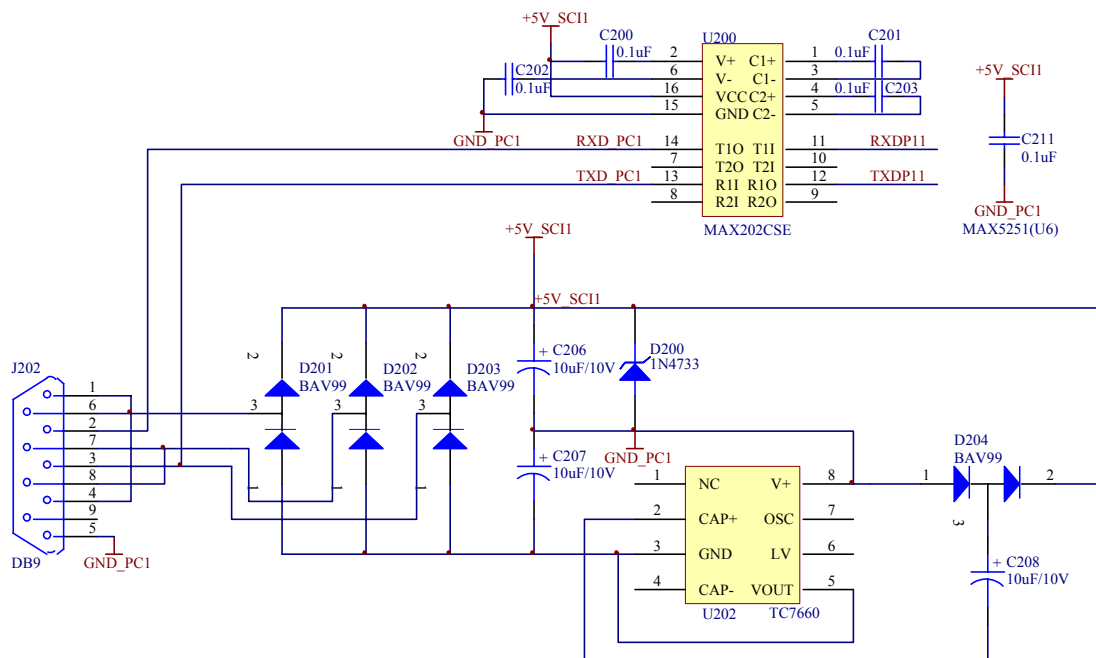 +5V_SCI1
C200
0.1uF
C202
0.1uF
GND_PC1
U200
2 V+ C1+ 1
6 V- C1- 3
16 VCC C2+ 4
15 GND C2- 5
14 T1O T1I 11
7 T2O T2I 10
13 R1I R1O 12
8 R2I R2O 9
MAX202CSE
C201
0.1uF
0.1uF
C203
RXD_PC1
TXD_PC1
RXDP11
TXDP11
+5V_SCI1
C211
0.1uF
GND_PC1
MAX5251(U6)
+5V_SCI1
+5V_SCI1
J202
1
6
2
7
3
8
4
9
5
DB9
GND_PC1
2
D201
BAV99
3
1
2
D202
BAV99
3
1
2
D203
BAV99
3
1
+ C206
10uF/10V
+ C207
10uF/10V
D200
1N4733
GND_PC1
1 NC V+ 8
2 CAP+ OSC 7
3 GND LV 6
4 CAP- VOUT 5
U202 TC7660
D204
BAV99
1 2
3
+ C208
10uF/10V